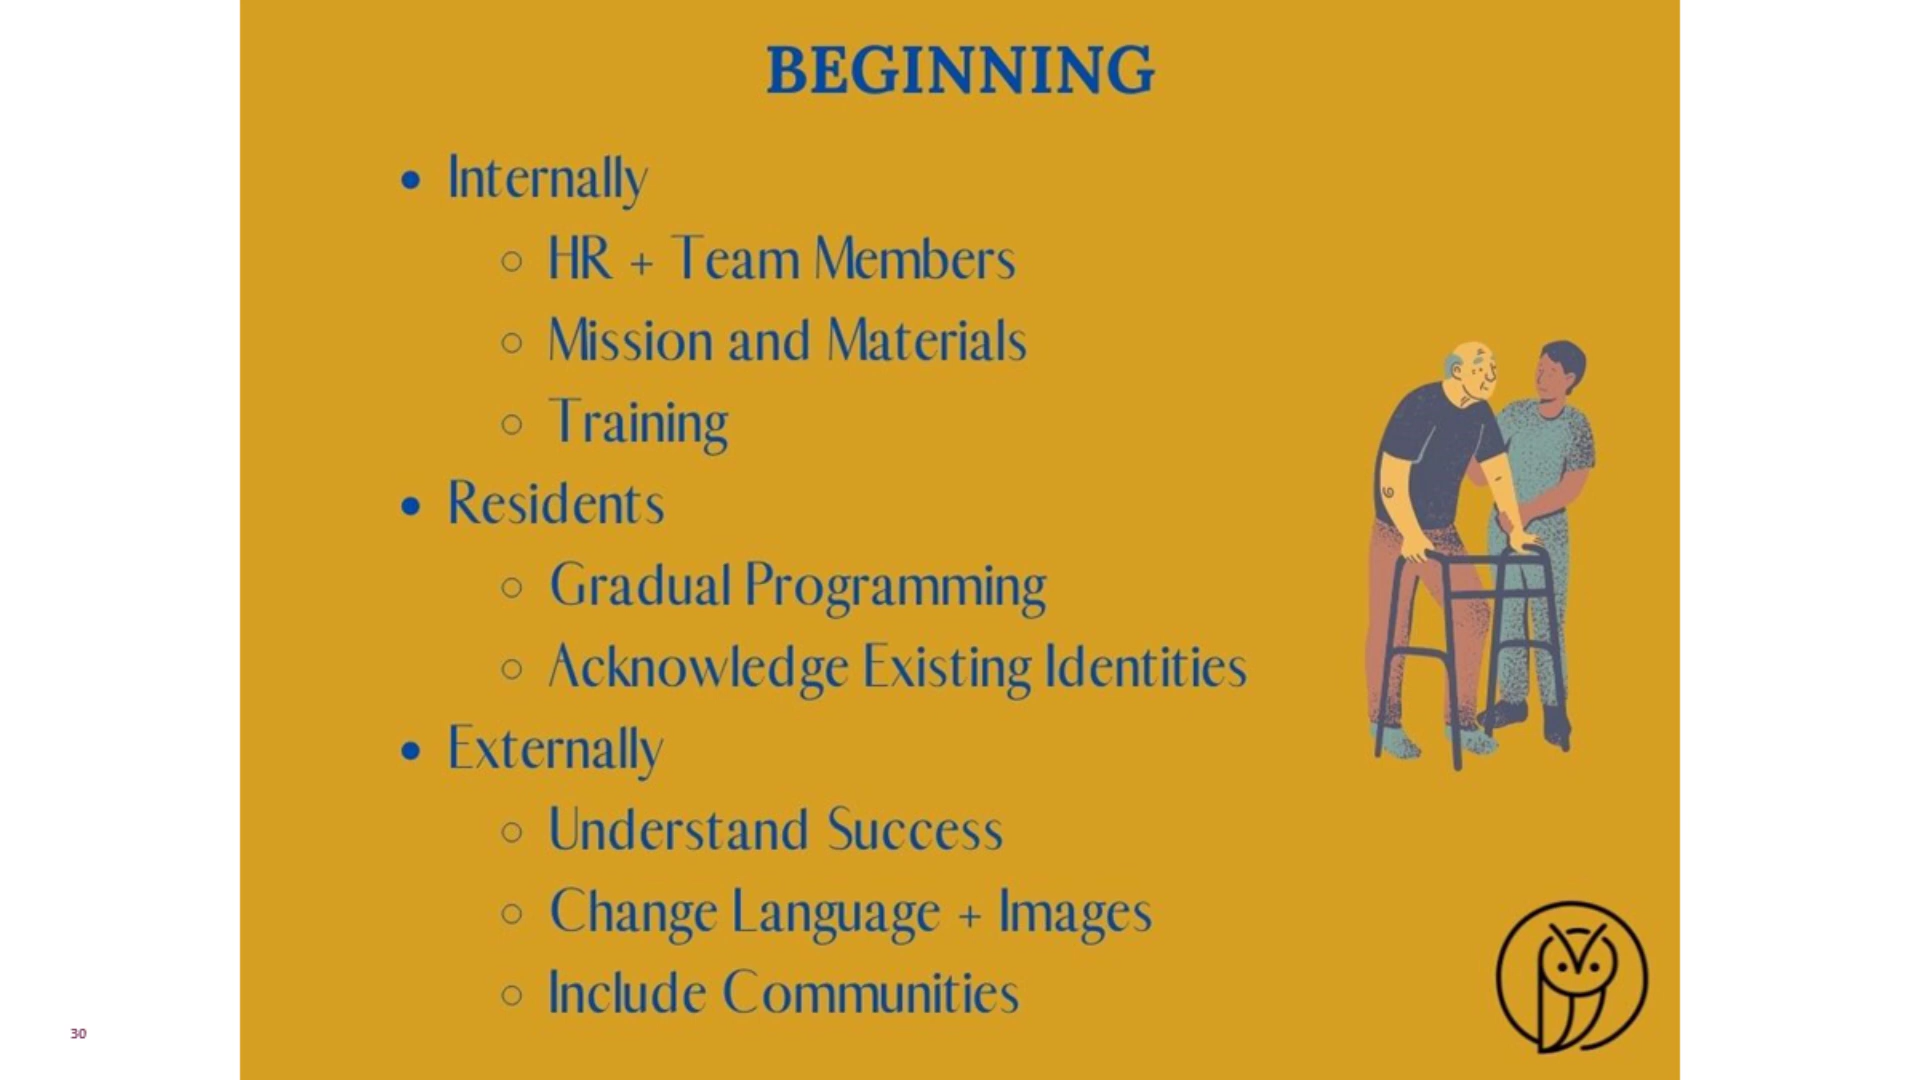 BEGINNING
• Internally
○ HR + Team Members
○ Mission and Materials
○ Training
• Residents
○ Gradual Programming
○ Acknowledge Existing Identities
• Externally
○ Understand Success
○ Change Language + Images
○ Include Communities
30